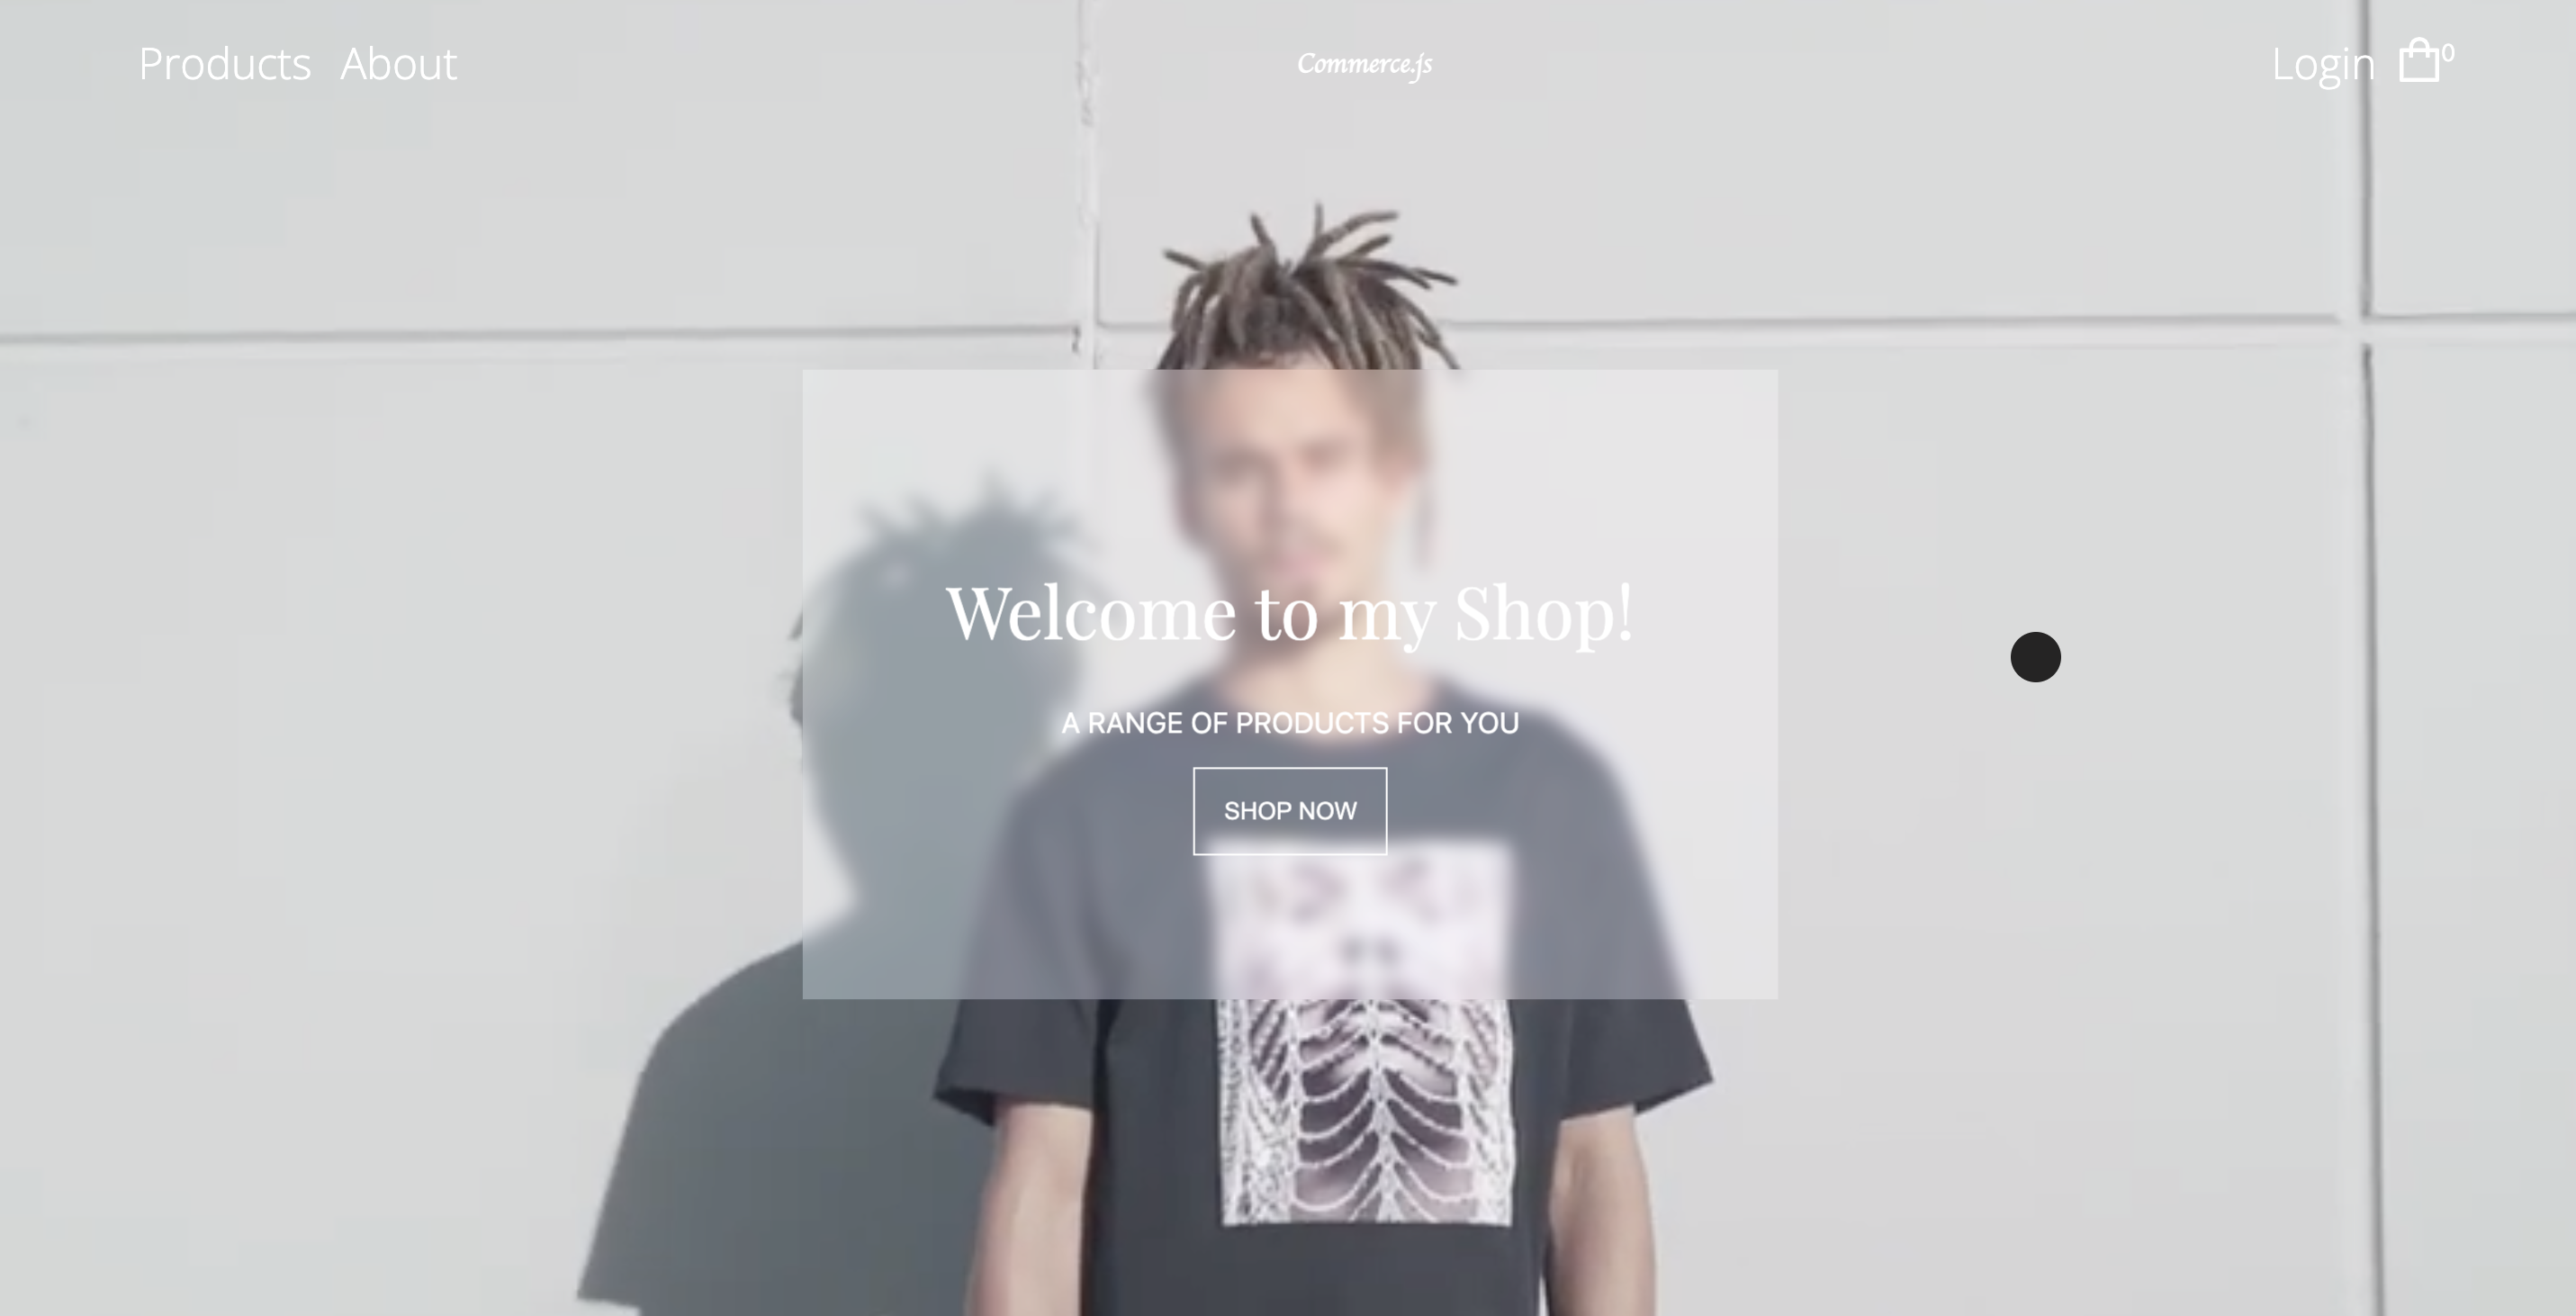 Products About
Commerce.js
Login 0
Welcome to my Shop!
A RANGE OF PRODUCTS FOR YOU
SHOP NOW